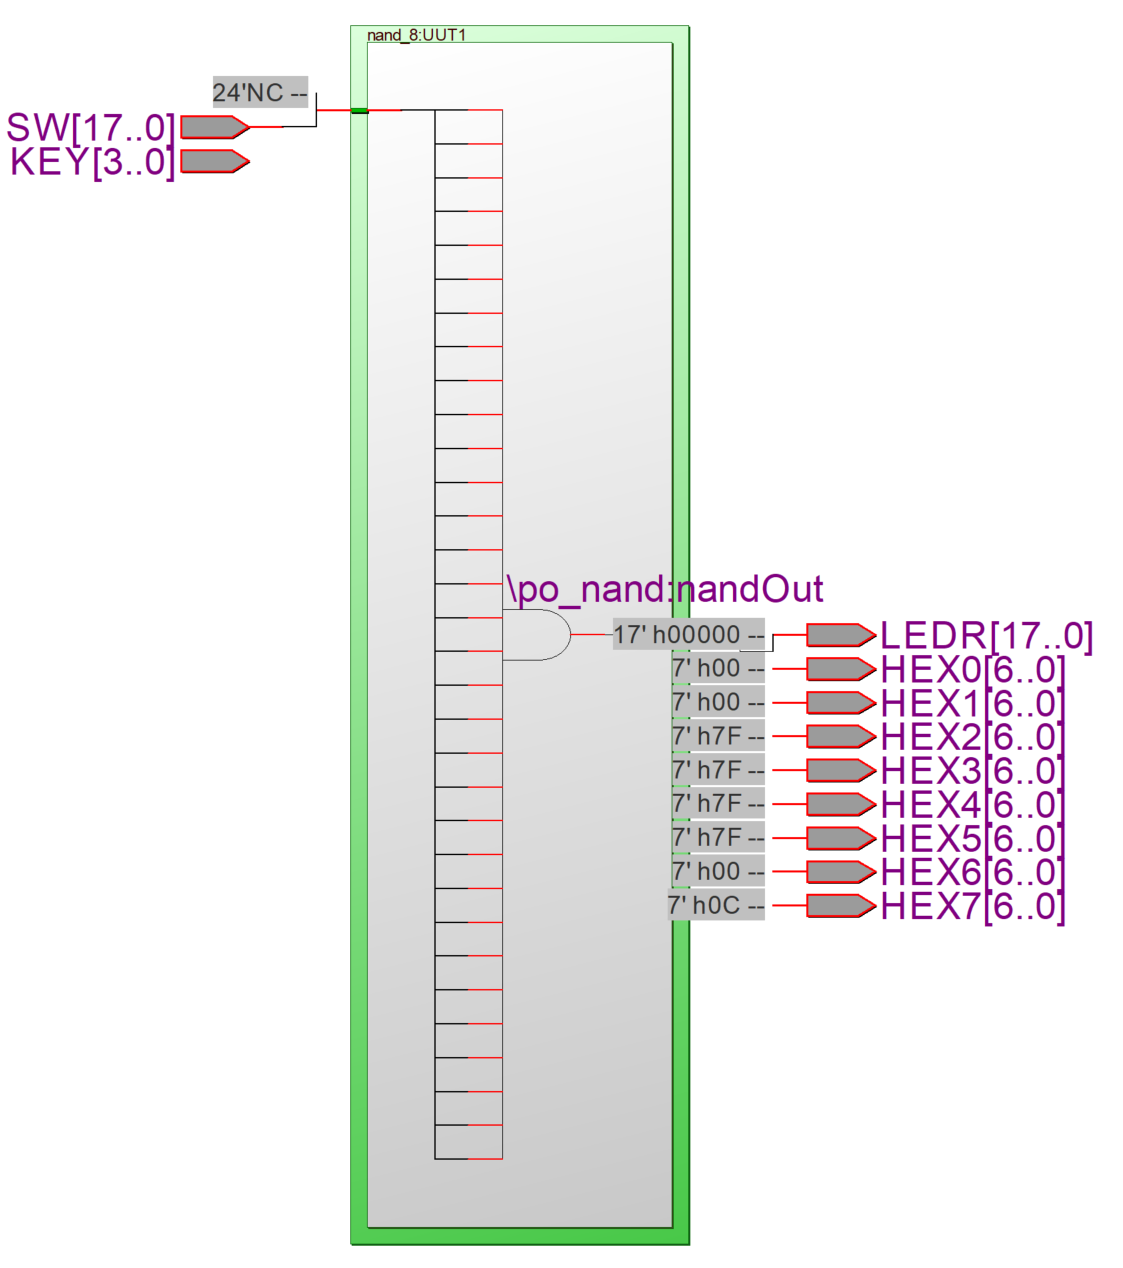 nand_8:UUT1
24'NC --
SW[17..0]
KEY[3..0]
\po_nand:nandOut
17' h00000 --
LEDR[17..0]
7' h00 --
HEX0[6..0]
7' h00 --
HEX1[6..0]
7' h7F --
HEX2[6..0]
7' h7F --
HEX3[6..0]
7' h7F --
HEX4[6..0]
7' h7F --
HEX5[6..0]
7' h00 --
HEX6[6..0]
7' h0C --
HEX7[6..0]